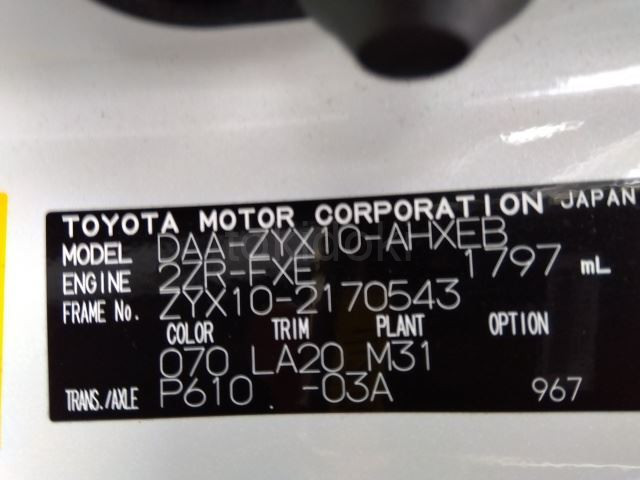 TOYOTA MOTOR CORPORATION JAPAN
MODEL DAA-ZYX10-AHXEB
ENGINE 2ZR-FXE 1797 mL
FRAME No. ZYX10-2170543
COLOR TRIM PLANT OPTION
070 LA20 M31
TRANS./AXLE P610 -03A 967